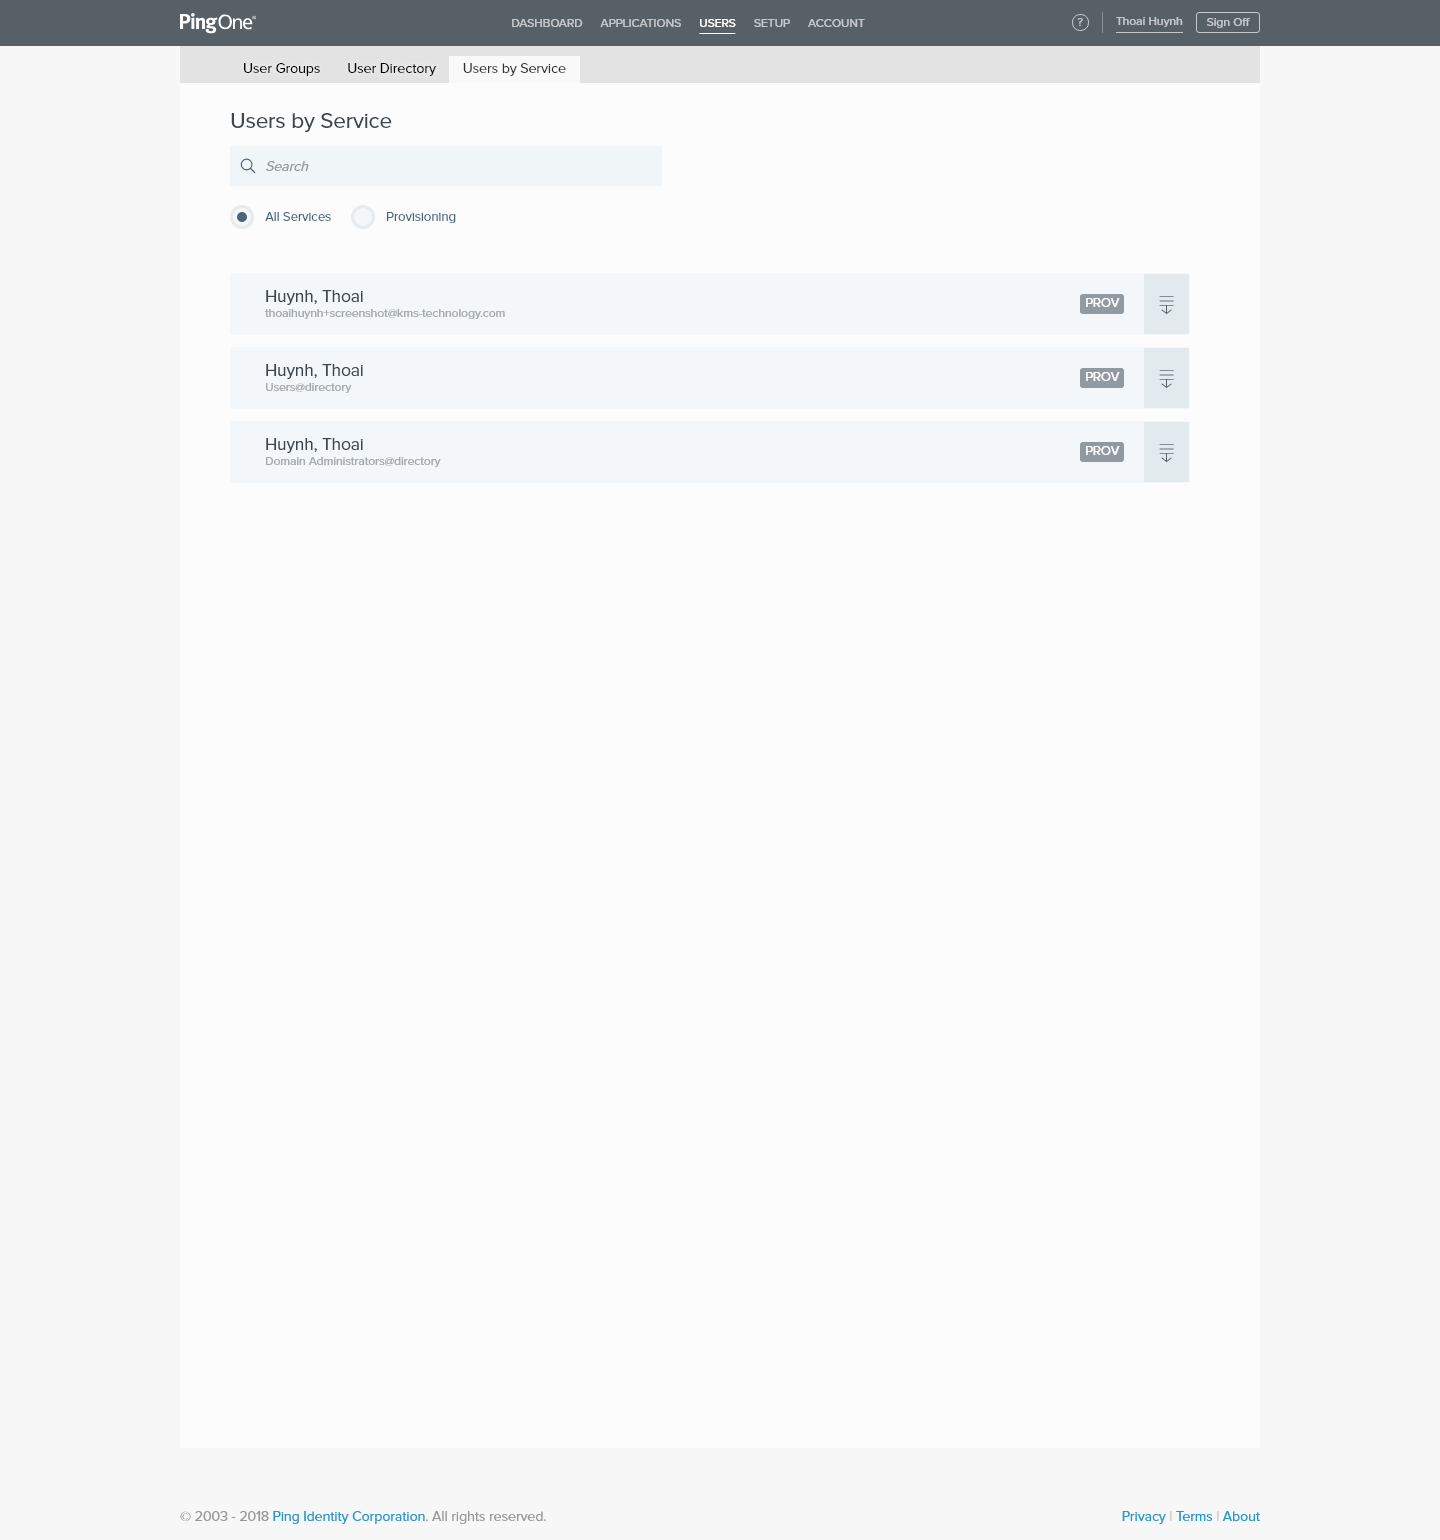 PingOne
DASHBOARD APPLICATIONS USERS SETUP ACCOUNT
? Thoai Huynh Sign Off
User Groups User Directory Users by Service
Users by Service
Search
All Services Provisioning
Huynh, Thoai
thoaihuynh+screenshot@kms-technology.com
PROV
Huynh, Thoai
Users@directory
PROV
Huynh, Thoai
Domain Administrators@directory
PROV
© 2003 - 2018 Ping Identity Corporation. All rights reserved.
Privacy | Terms | About